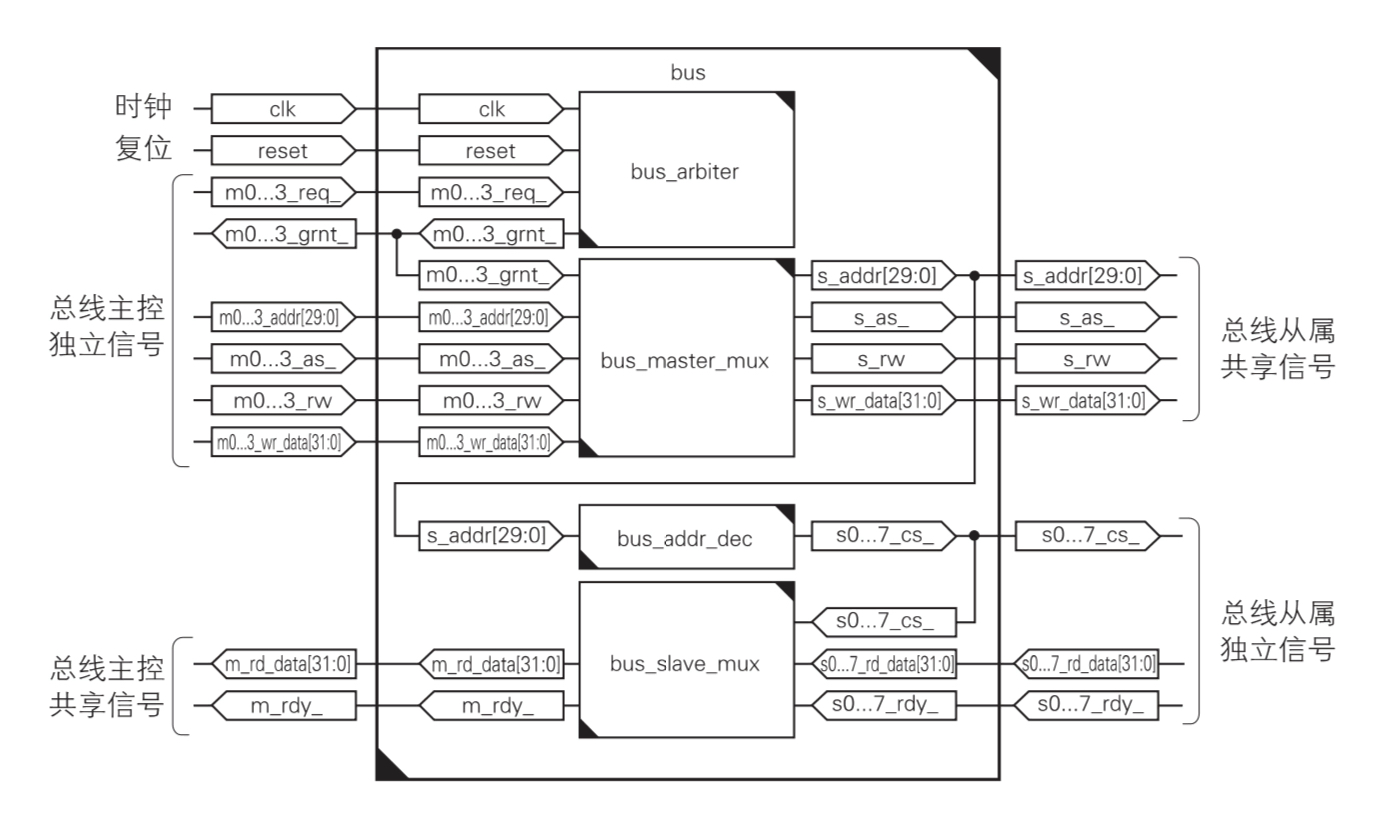 bus
时钟
clk
clk
复位
reset
reset
bus_arbiter
m0...3_req_
m0...3_req_
m0...3_grnt_
m0...3_grnt_
总线主控
独立信号
m0...3_grnt_
m0...3_addr[29:0]
m0...3_addr[29:0]
m0...3_as_
m0...3_as_
m0...3_rw
m0...3_rw
m0...3_wr_data[31:0]
m0...3_wr_data[31:0]
bus_master_mux
s_addr[29:0]
s_addr[29:0]
s_as_
s_as_
s_rw
s_rw
s_wr_data[31:0]
s_wr_data[31:0]
总线从属
共享信号
s_addr[29:0]
bus_addr_dec
s0...7_cs_
s0...7_cs_
s0...7_cs_
总线从属
独立信号
总线主控
共享信号
m_rd_data[31:0]
m_rd_data[31:0]
bus_slave_mux
s0...7_rd_data[31:0]
s0...7_rd_data[31:0]
m_rdy_
m_rdy_
s0...7_rdy_
s0...7_rdy_